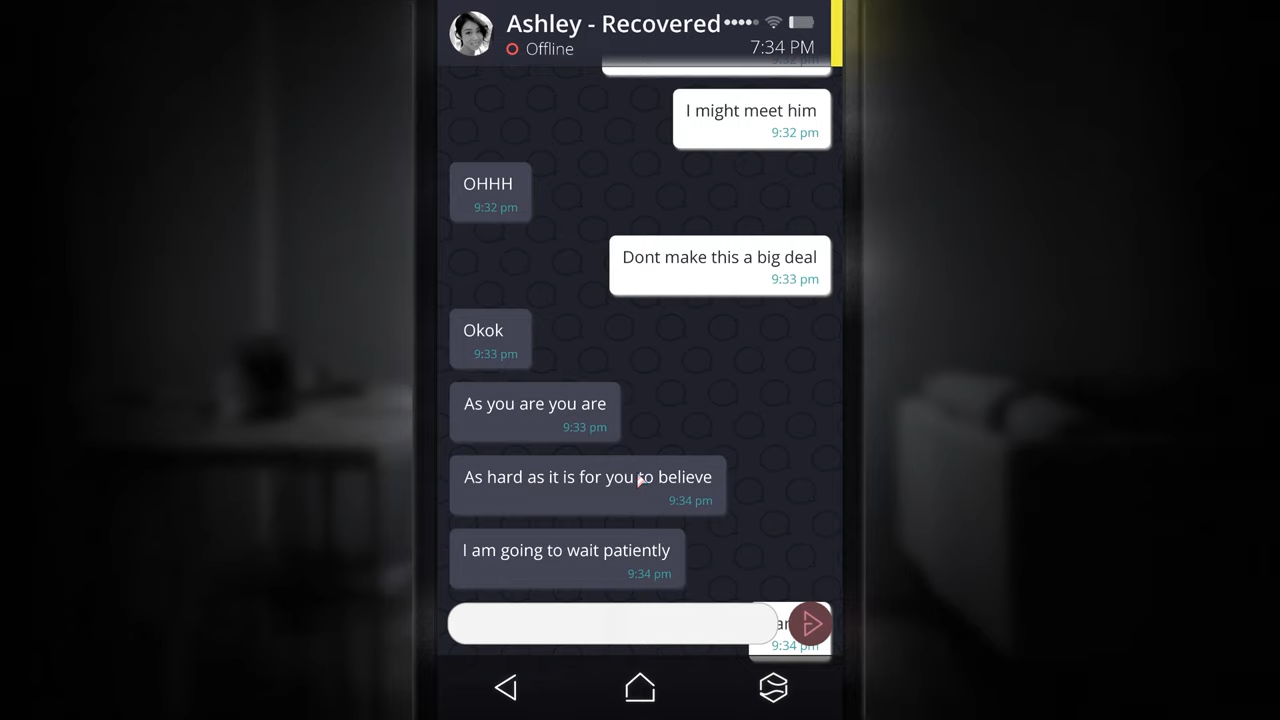 Ashley - Recovered
Offline
7:34 PM
I might meet him
9:32 pm
OHHH
9:32 pm
Dont make this a big deal
9:33 pm
Okok
9:33 pm
As you are you are
9:33 pm
As hard as it is for you to believe
9:34 pm
I am going to wait patiently
9:34 pm
9:34 pm